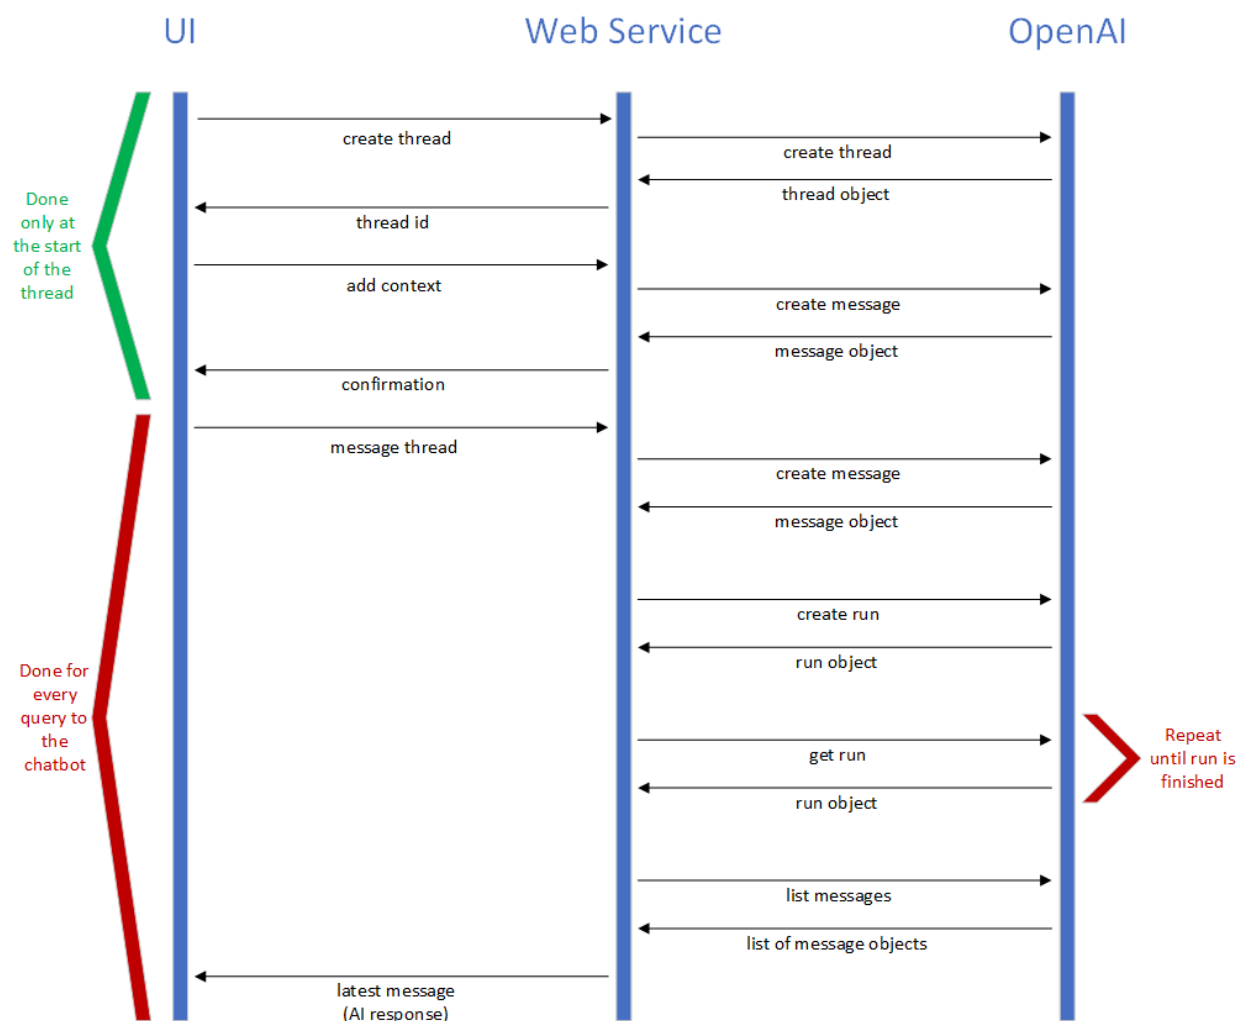 UI
Web Service
OpenAI
create thread
create thread
thread object
Done
only at
the start
of the
thread
thread id
add context
create message
message object
confirmation
message thread
create message
message object
create run
run object
Done for
every
query to
the
chatbot
get run
Repeat
until run is
finished
run object
list messages
list of message objects
latest message
(AI response)